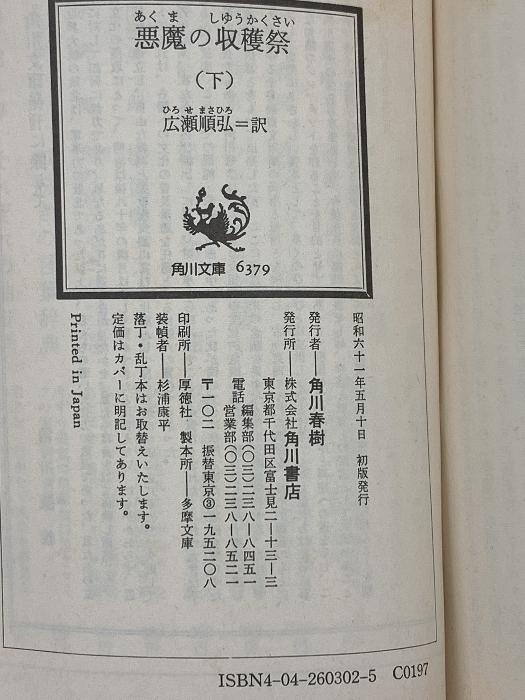 あくま　しゆうかくさい
悪魔の収穫祭
（下）
ひろせまさひろ
広瀬順弘＝訳
角川文庫 6379
昭和六十一年五月十日　初版発行
発行者──角川春樹
発行所──株式会社角川書店
東京都千代田区富士見二―十三―三
電話　編集部（〇三）二三八―八四五一
営業部（〇三）二三八―八五二一
〒一〇二　振替東京③一九五二〇八
印刷所──厚徳社　製本所──多摩文庫
装幀者──杉浦康平
落丁・乱丁本はお取替えいたします。
定価はカバーに明記してあります。
Printed in Japan
ISBN4-04-260302-5 C0197